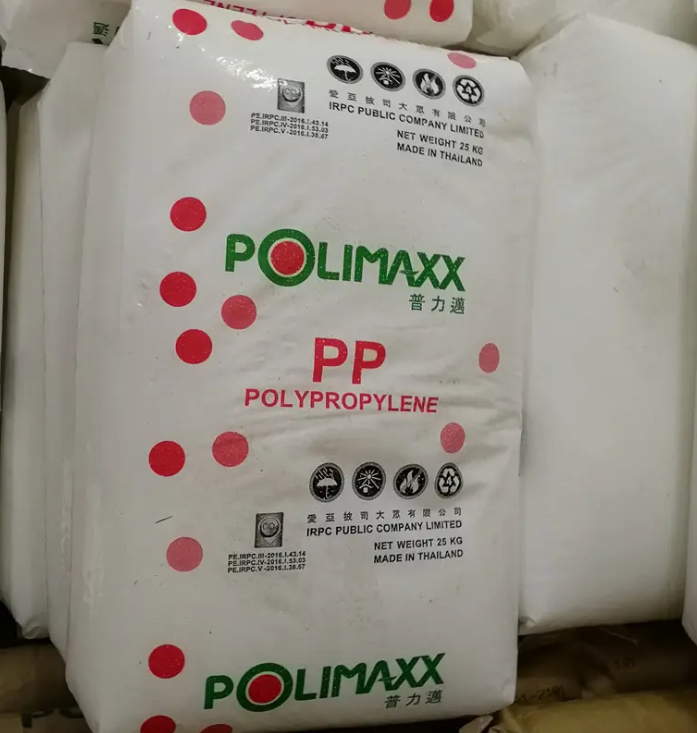 愛亞披司大眾有限公司
IRPC PUBLIC COMPANY LIMITED
PE.IRPC.III-2016.I.43.14
PE.IRPC.IV-2016.I.53.03
PE.IRPC.V-2016.I.38.67
NET WEIGHT 25 KG
MADE IN THAILAND
POLIMAXX
普力邁
PP
POLYPROPYLENE
愛亞披司大眾有限公司
IRPC PUBLIC COMPANY LIMITED
PE.IRPC.III-2016.I.43.14
PE.IRPC.IV-2016.I.53.03
PE.IRPC.V-2016.I.38.67
NET WEIGHT 25 KG
MADE IN THAILAND
POLIMAXX
普力邁